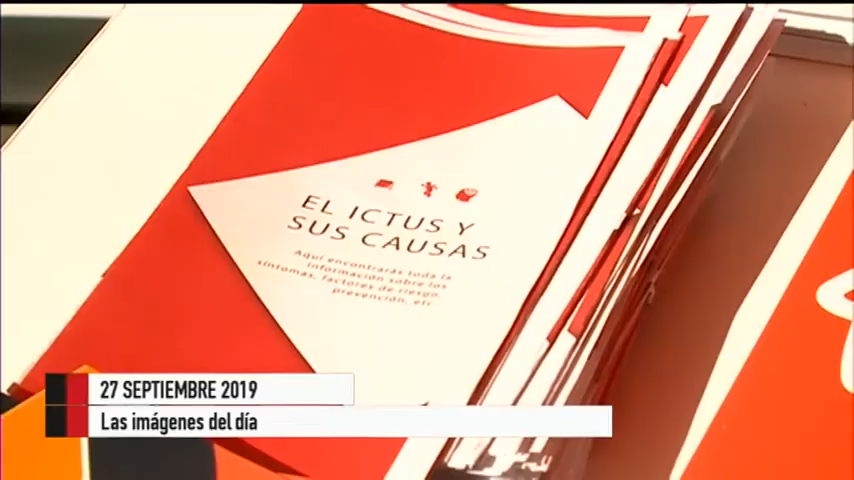 EL ICTUS Y
SUS CAUSAS
Aquí encontrarás toda la
información sobre los
síntomas, factores de riesgo,
prevención, etc
27 SEPTIEMBRE 2019
Las imágenes del día